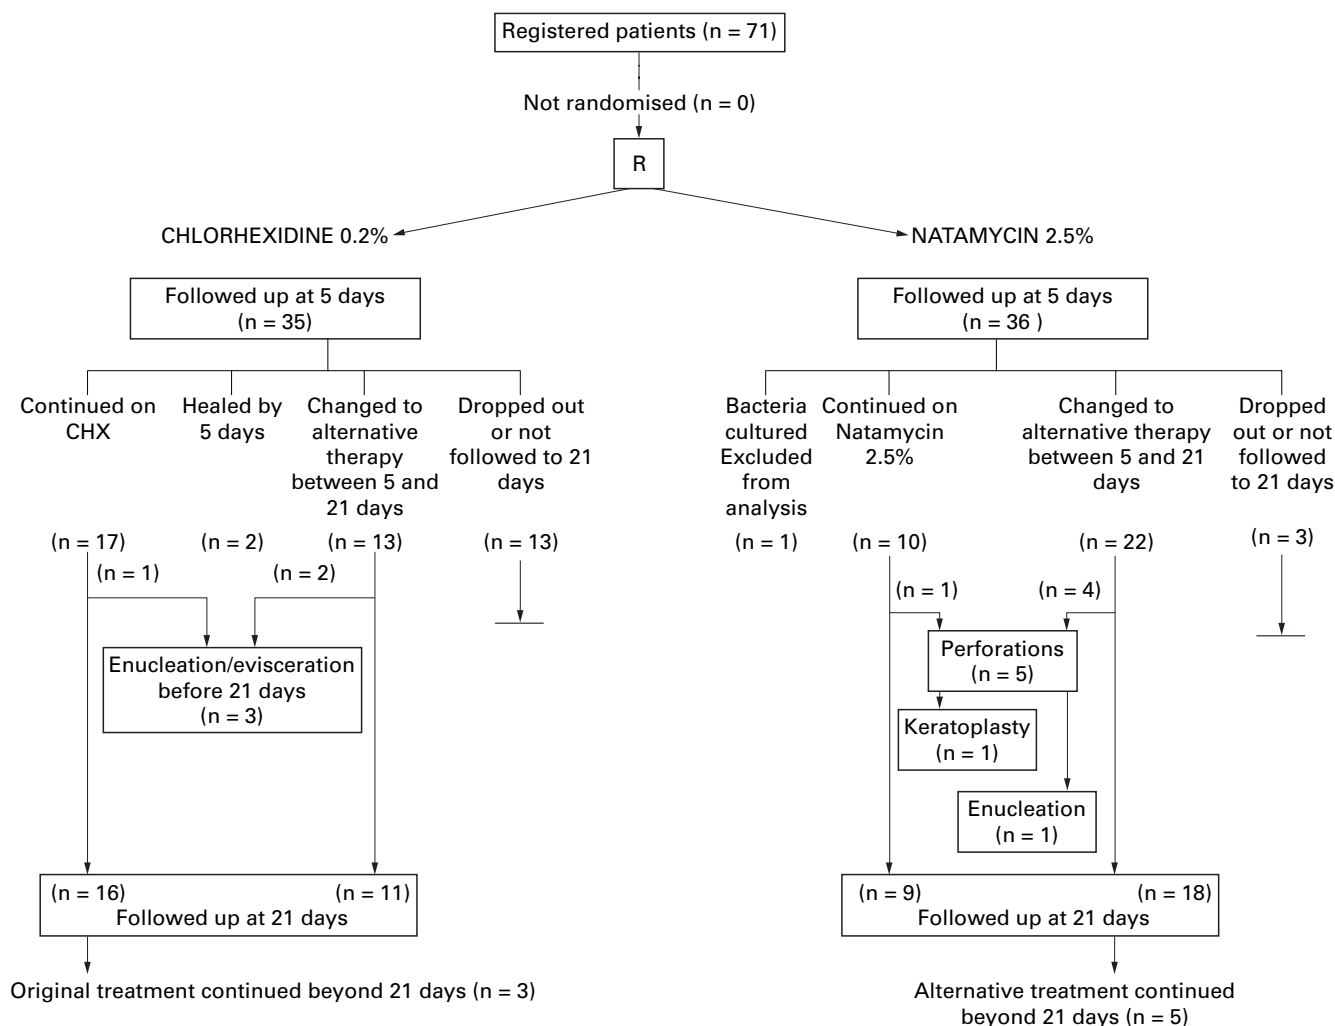 Registered patients (n = 71)
Not randomised (n = 0)
R
CHLORHEXIDINE 0.2%
NATAMYCIN 2.5%
Followed up at 5 days
(n = 35)
Followed up at 5 days
(n = 36 )
Continued on
CHX
Healed by
5 days
Changed to
alternative
therapy
between 5 and
21 days
Dropped out
or not
followed to 21
days
Bacteria
cultured
Excluded
from
analysis
Continued on
Natamycin
2.5%
Changed to
alternative therapy
between 5 and 21
days
Dropped
out or not
followed
to 21 days
(n = 17)
(n = 2)
(n = 13)
(n = 13)
(n = 1)
(n = 10)
(n = 22)
(n = 3)
(n = 1)
(n = 2)
(n = 1)
(n = 4)
Enucleation/evisceration
before 21 days
(n = 3)
Perforations
(n = 5)
Keratoplasty
(n = 1)
Enucleation
(n = 1)
(n = 16)
(n = 11)
Followed up at 21 days
(n = 9)
(n = 18)
Followed up at 21 days
Original treatment continued beyond 21 days (n = 3)
Alternative treatment continued
beyond 21 days (n = 5)